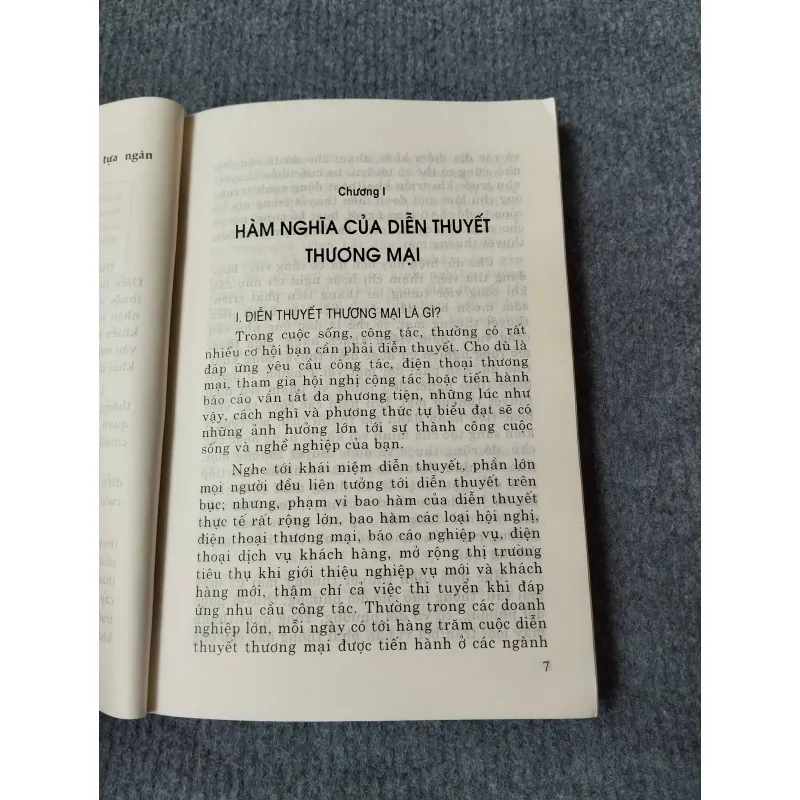 tựa ngàn
Chương I
HÀM NGHĨA CỦA DIỄN THUYẾT
THƯƠNG MẠI
I. DIỄN THUYẾT THƯƠNG MẠI LÀ GÌ?
Trong cuộc sống, công tác, thường có rất
nhiều cơ hội bạn cần phải diễn thuyết. Cho dù là
đáp ứng yêu cầu công tác, điện thoại thương
mại, tham gia hội nghị cộng tác hoặc tiến hành
báo cáo vắn tắt đa phương tiện, những lúc như
vậy, cách nghĩ và phương thức tự biểu đạt sẽ có
những ảnh hưởng lớn tới sự thành công cuộc
sống và nghề nghiệp của bạn.
Nghe tới khái niệm diễn thuyết, phần lớn
mọi người đều liên tưởng tới diễn thuyết trên
bục; nhưng, phạm vi bao hàm của diễn thuyết
thực tế rất rộng lớn, bao hàm các loại hội nghị,
điện thoại thương mại, báo cáo nghiệp vụ, điện
thoại dịch vụ khách hàng, mở rộng thị trường
tiêu thụ khi giới thiệu nghiệp vụ mới và khách
hàng mới, thậm chí cả việc thi tuyển khi đáp
ứng nhu cầu công tác. Thường trong các doanh
nghiệp lớn, mỗi ngày có tới hàng trăm cuộc diễn
thuyết thương mại được tiến hành ở các ngành
7